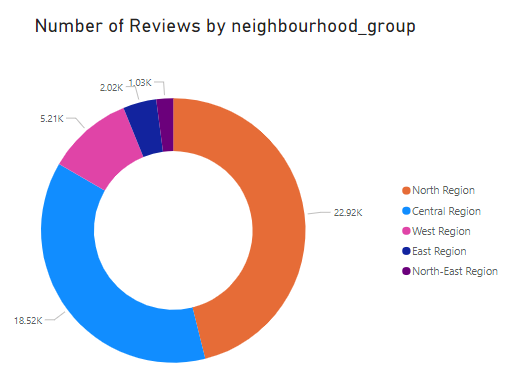 Number of Reviews by neighbourhood_group
1.03K
2.02K
5.21K
22.92K
18.52K
North Region
Central Region
West Region
East Region
North-East Region